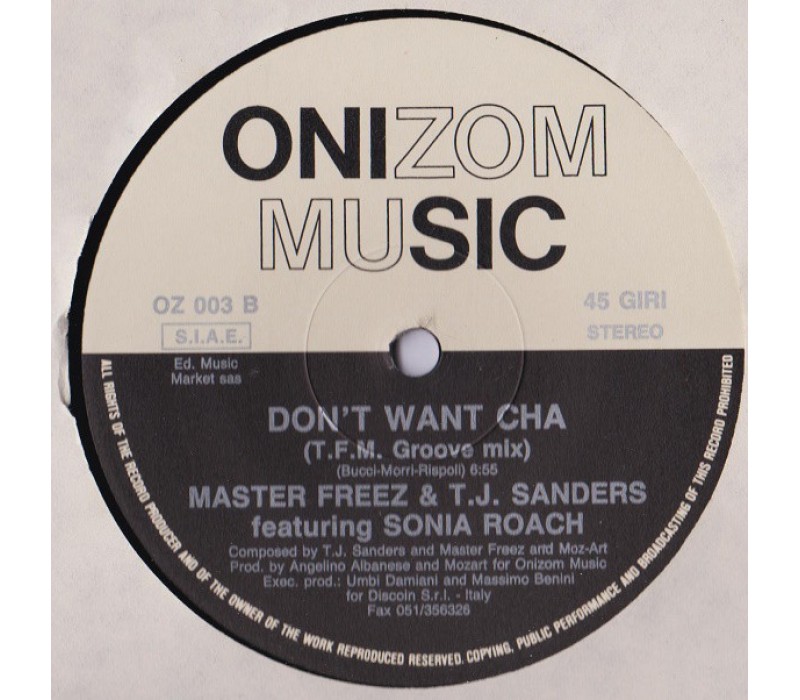 ONIZOM
MUSIC
OZ 003 B
45 GIRI
S.I.A.E.
STEREO
Ed. Music
Market sas
DON'T WANT CHA
(T.F.M. Groove mix)
(Bucci-Morri-Rispoli) 6:55
MASTER FREEZ & T.J. SANDERS
featuring SONIA ROACH
Composed by T.J. Sanders and Master Freez and Moz-Art
Prod. by Angelino Albanese and Mozart for Onizom Music
Exec. prod.: Umbi Damiani and Massimo Benini
for Discoin S.r.l. - Italy
Fax 051/356326
ALL RIGHTS OF THE RECORD PRODUCER AND OF THE OWNER OF THE WORK REPRODUCED RESERVED. COPYING, PUBLIC PERFORMANCE AND BROADCASTING OF THIS RECORD PROHIBITED